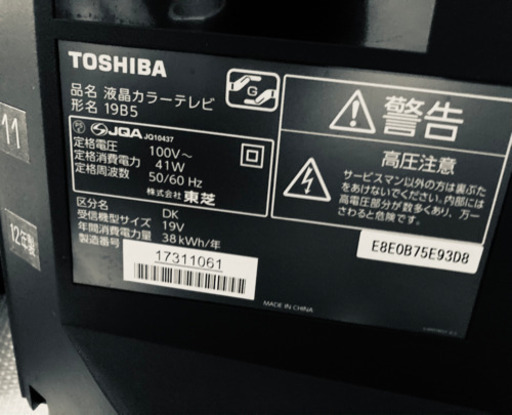 TOSHIBA
品名 液晶カラーテレビ
形名 19B5
G
JQA JQ10437
定格電圧 100V～
定格消費電力 41W
定格周波数 50/60 Hz
株式会社 東芝
区分名 DK
受信機型サイズ 19V
年間消費電力量 38kWh/年
製造番号
17311061
警告
高圧注意
サービスマン以外の方は裏ぶた
をあけないでください。内部には
高電圧部分が数多くあり、万一
さわると危険です。
E8E0B75E93D8
MADE IN CHINA
11
12年製